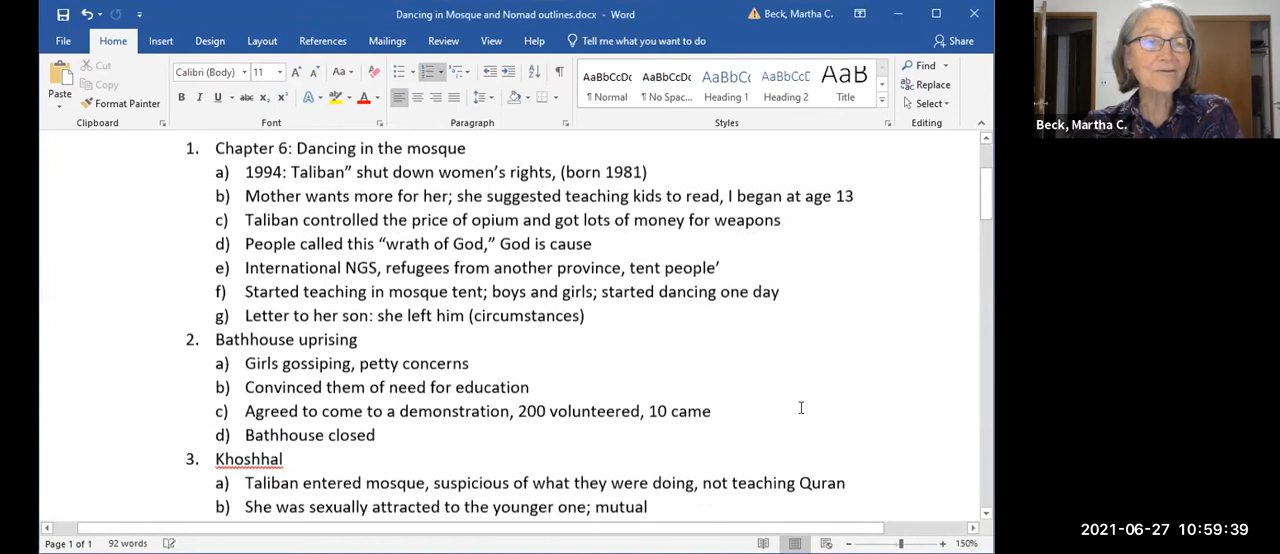 Dancing in Mosque and Nomad outlines.docx - Word
Beck, Martha C.
File Home Insert Design Layout References Mailings Review View Help Tell me what you want to do Share
Paste
Cut
Copy
Format Painter
Clipboard
Calibri (Body) 11
Font
Paragraph
AaBbCcDc AaBbCcDc AaBbCc AaBbCcC AaB
¶ Normal ¶ No Spac... Heading 1 Heading 2 Title
Styles
Find
Replace
Select
Editing
Beck, Martha C.
1. Chapter 6: Dancing in the mosque
a) 1994: Taliban” shut down women’s rights, (born 1981)
b) Mother wants more for her; she suggested teaching kids to read, I began at age 13
c) Taliban controlled the price of opium and got lots of money for weapons
d) People called this “wrath of God,” God is cause
e) International NGS, refugees from another province, tent people’
f) Started teaching in mosque tent; boys and girls; started dancing one day
g) Letter to her son: she left him (circumstances)
2. Bathhouse uprising
a) Girls gossiping, petty concerns
b) Convinced them of need for education
c) Agreed to come to a demonstration, 200 volunteered, 10 came
d) Bathhouse closed
3. Khoshhal
a) Taliban entered mosque, suspicious of what they were doing, not teaching Quran
b) She was sexually attracted to the younger one; mutual
Page 1 of 1 92 words 150%
2021-06-27 10:59:39